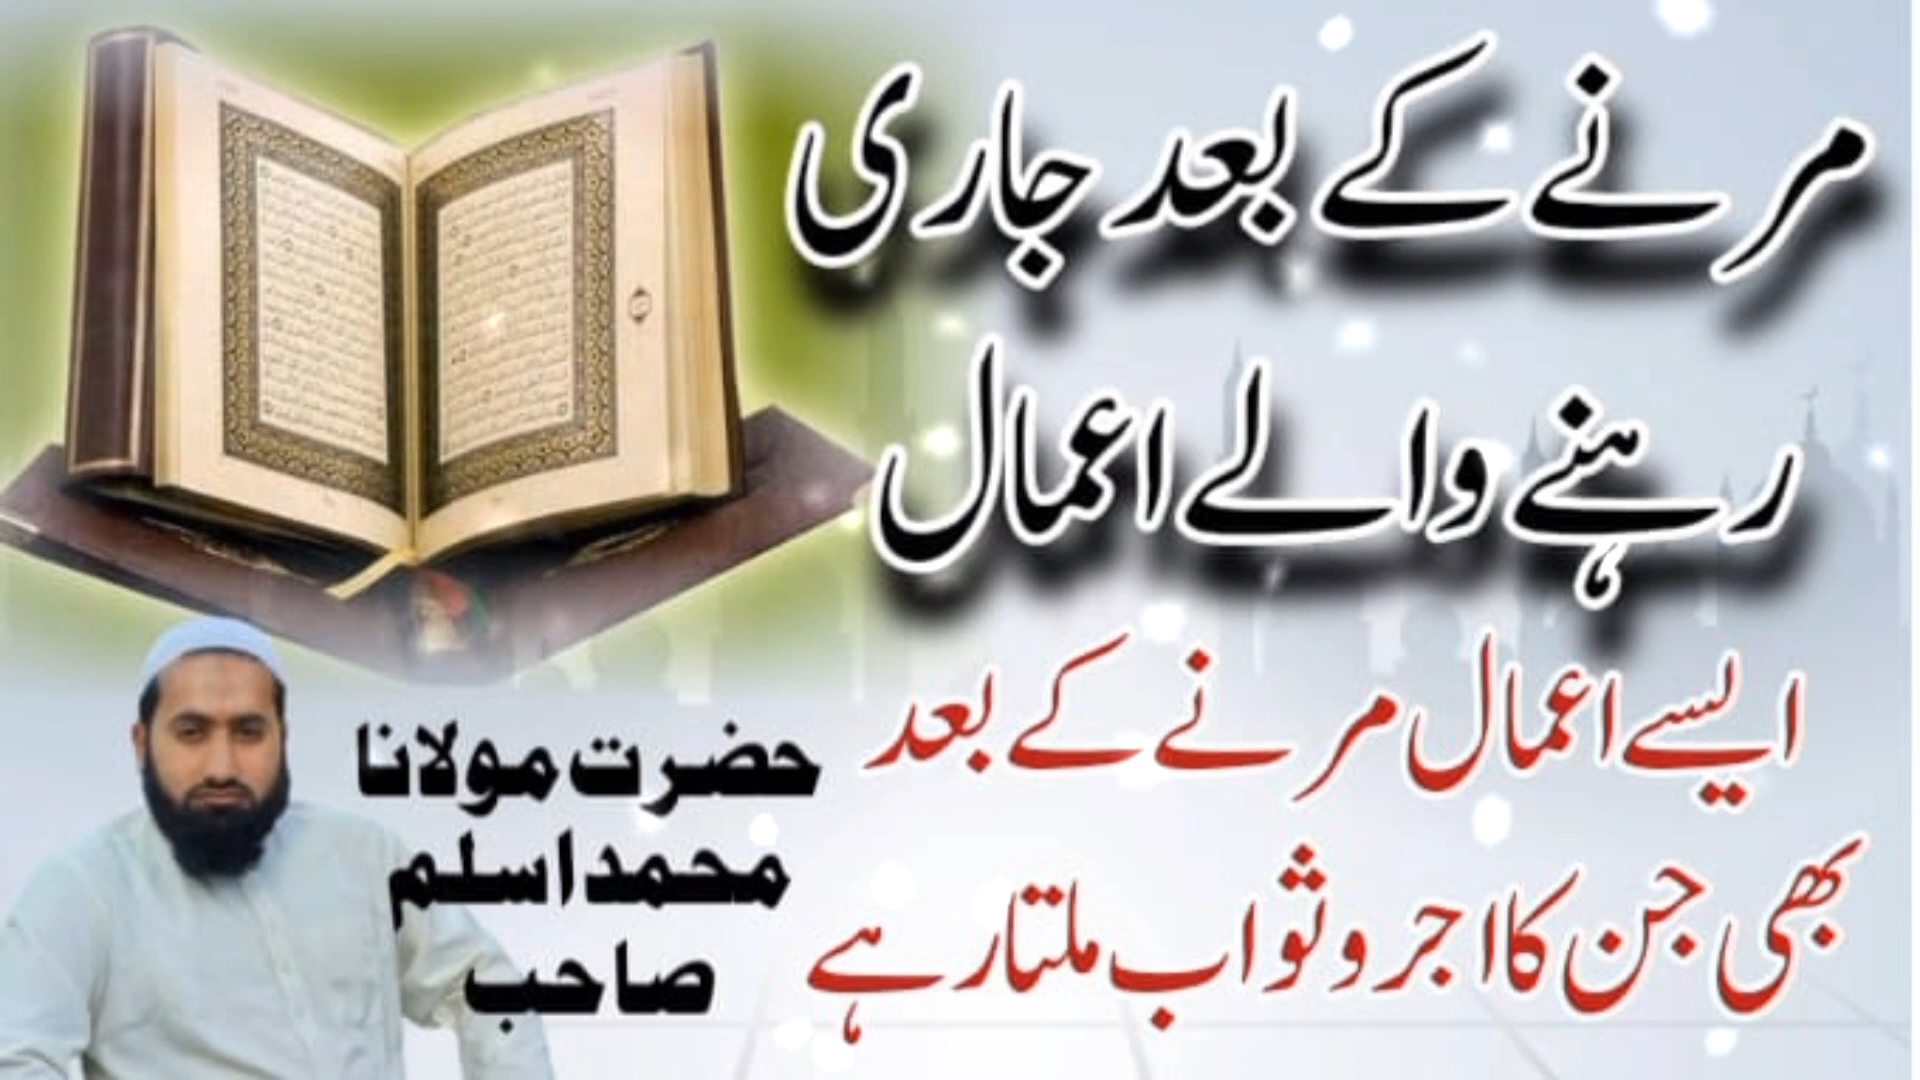 مرنے کے بعد جاری
رہنے والے اعمال
ایسے اعمال مرنے کے بعد
بھی جن کا اجر و ثواب ملتا رہے
حضرت مولانا
محمد اسلم
صاحب